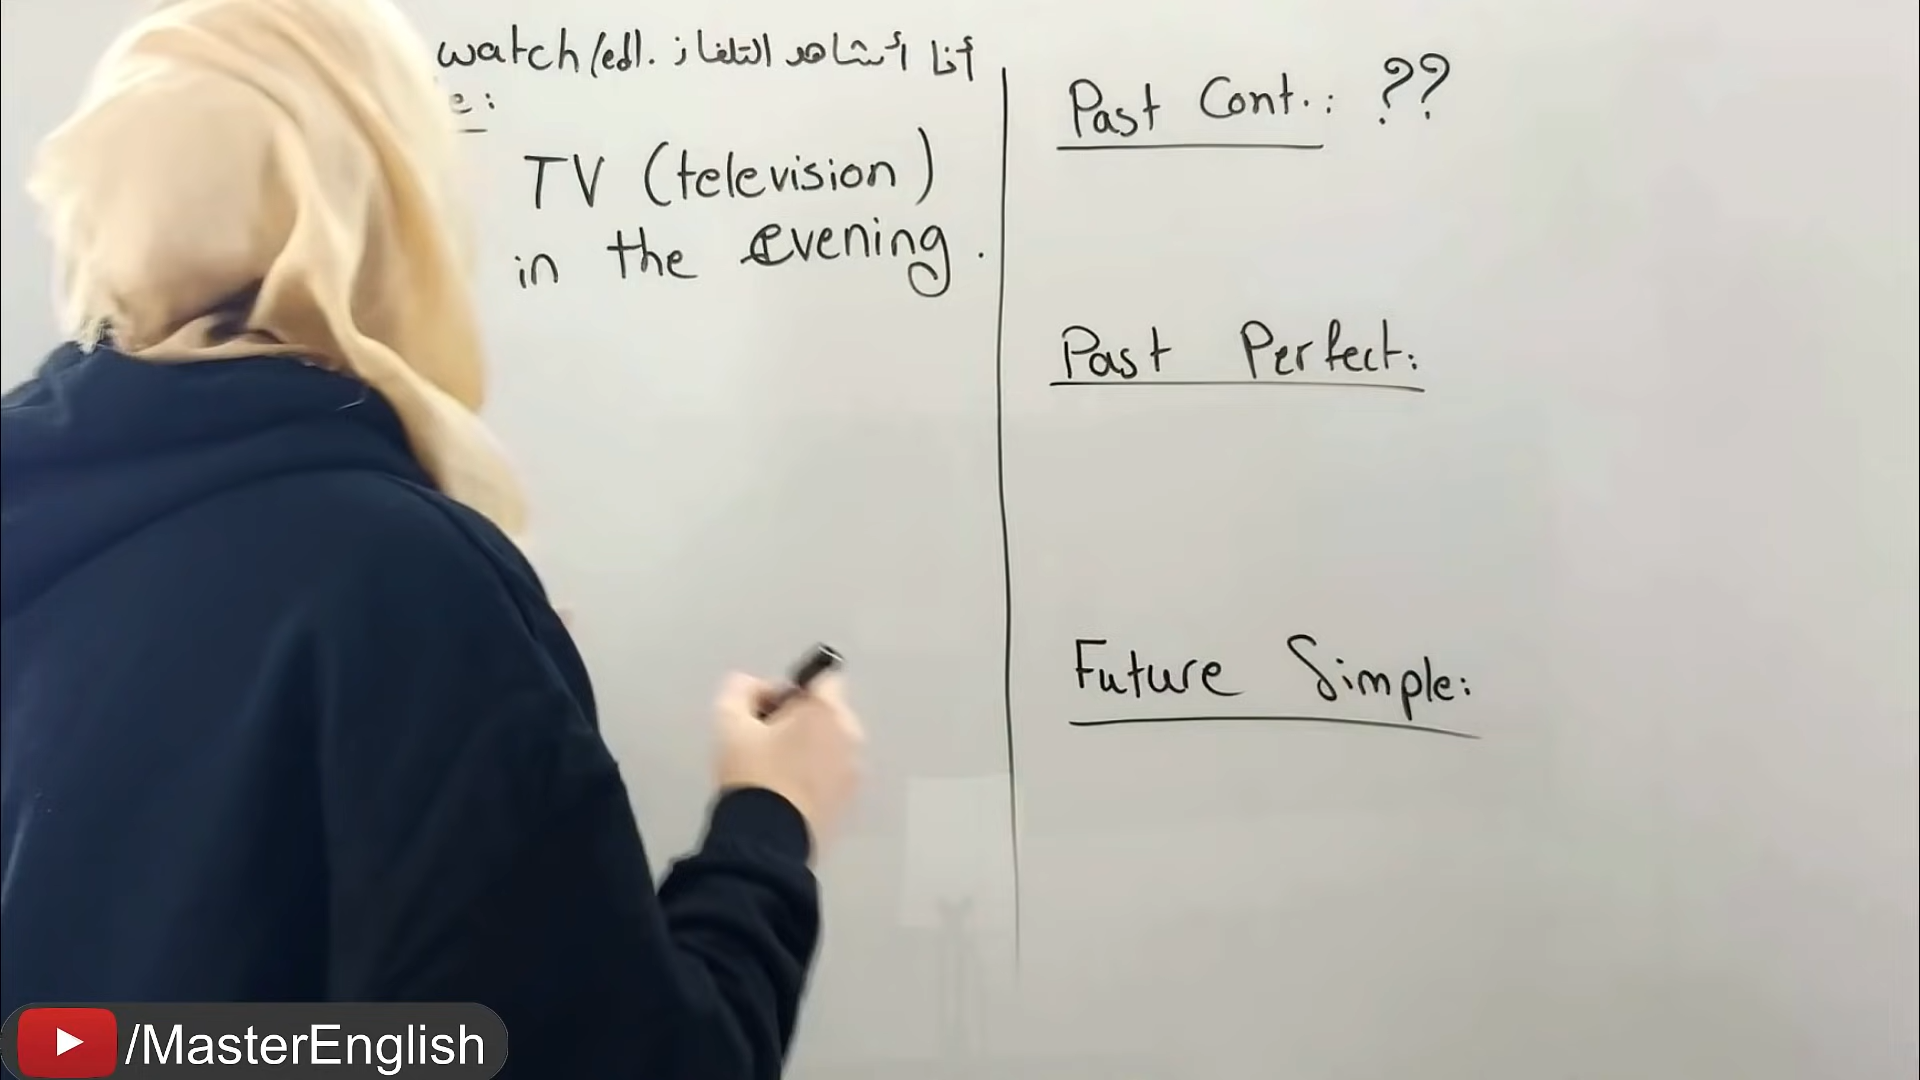 watch/ed. أنا أشاهد التلفاز
e:
TV (television)
in the evening.
Past Cont.: ??
Past Perfect:
Future Simple:
/MasterEnglish